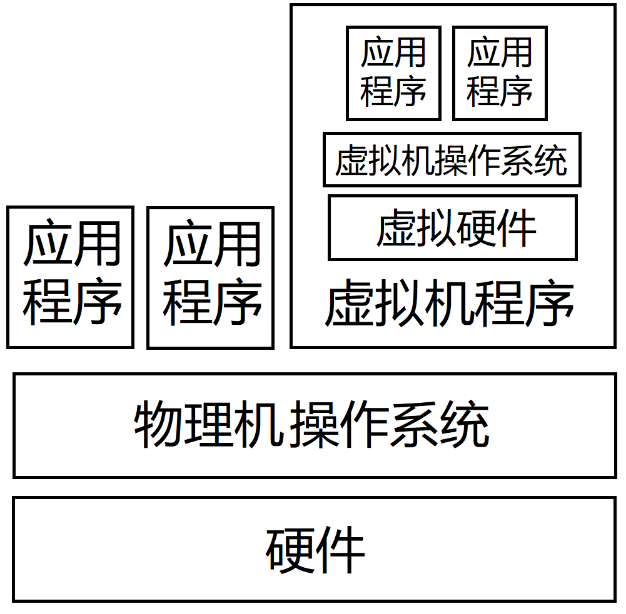 应用
程序
应用
程序
虚拟机操作系统
虚拟硬件
虚拟机程序
应用
程序
应用
程序
物理机操作系统
硬件